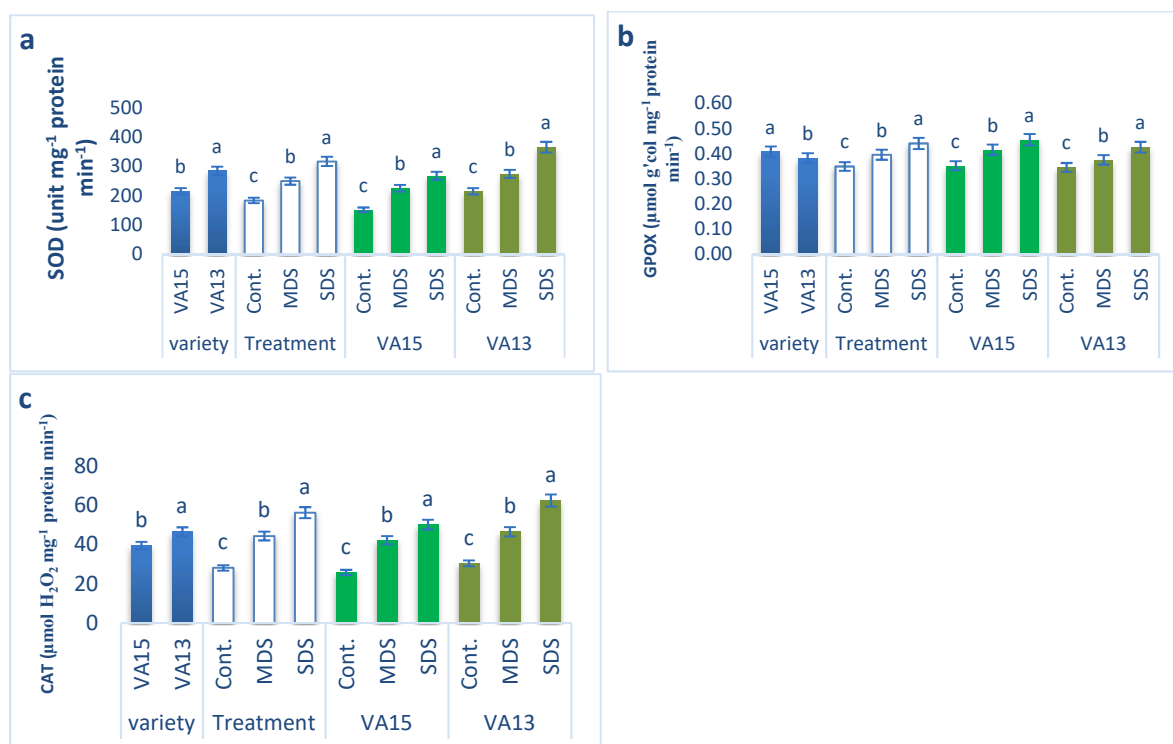 a
SOD (unit mg⁻¹ protein
min⁻¹)
500
400
300
200
100
0
b
a
c
b
a
c
b
a
c
b
a
VA15
VA13
Cont.
MDS
SDS
Cont.
MDS
SDS
Cont.
MDS
SDS
variety
Treatment
VA15
VA13
b
GPOX (µmol g'col mg⁻¹ protein
min⁻¹)
0.60
0.50
0.40
0.30
0.20
0.10
0.00
a
b
c
b
a
c
b
a
c
b
a
VA15
VA13
Cont.
MDS
SDS
Cont.
MDS
SDS
Cont.
MDS
SDS
variety
Treatment
VA15
VA13
c
CAT (µmol H₂O₂ mg⁻¹ protein min⁻¹)
80
60
40
20
0
b
a
c
b
a
c
b
a
c
b
a
VA15
VA13
Cont.
MDS
SDS
Cont.
MDS
SDS
Cont.
MDS
SDS
variety
Treatment
VA15
VA13